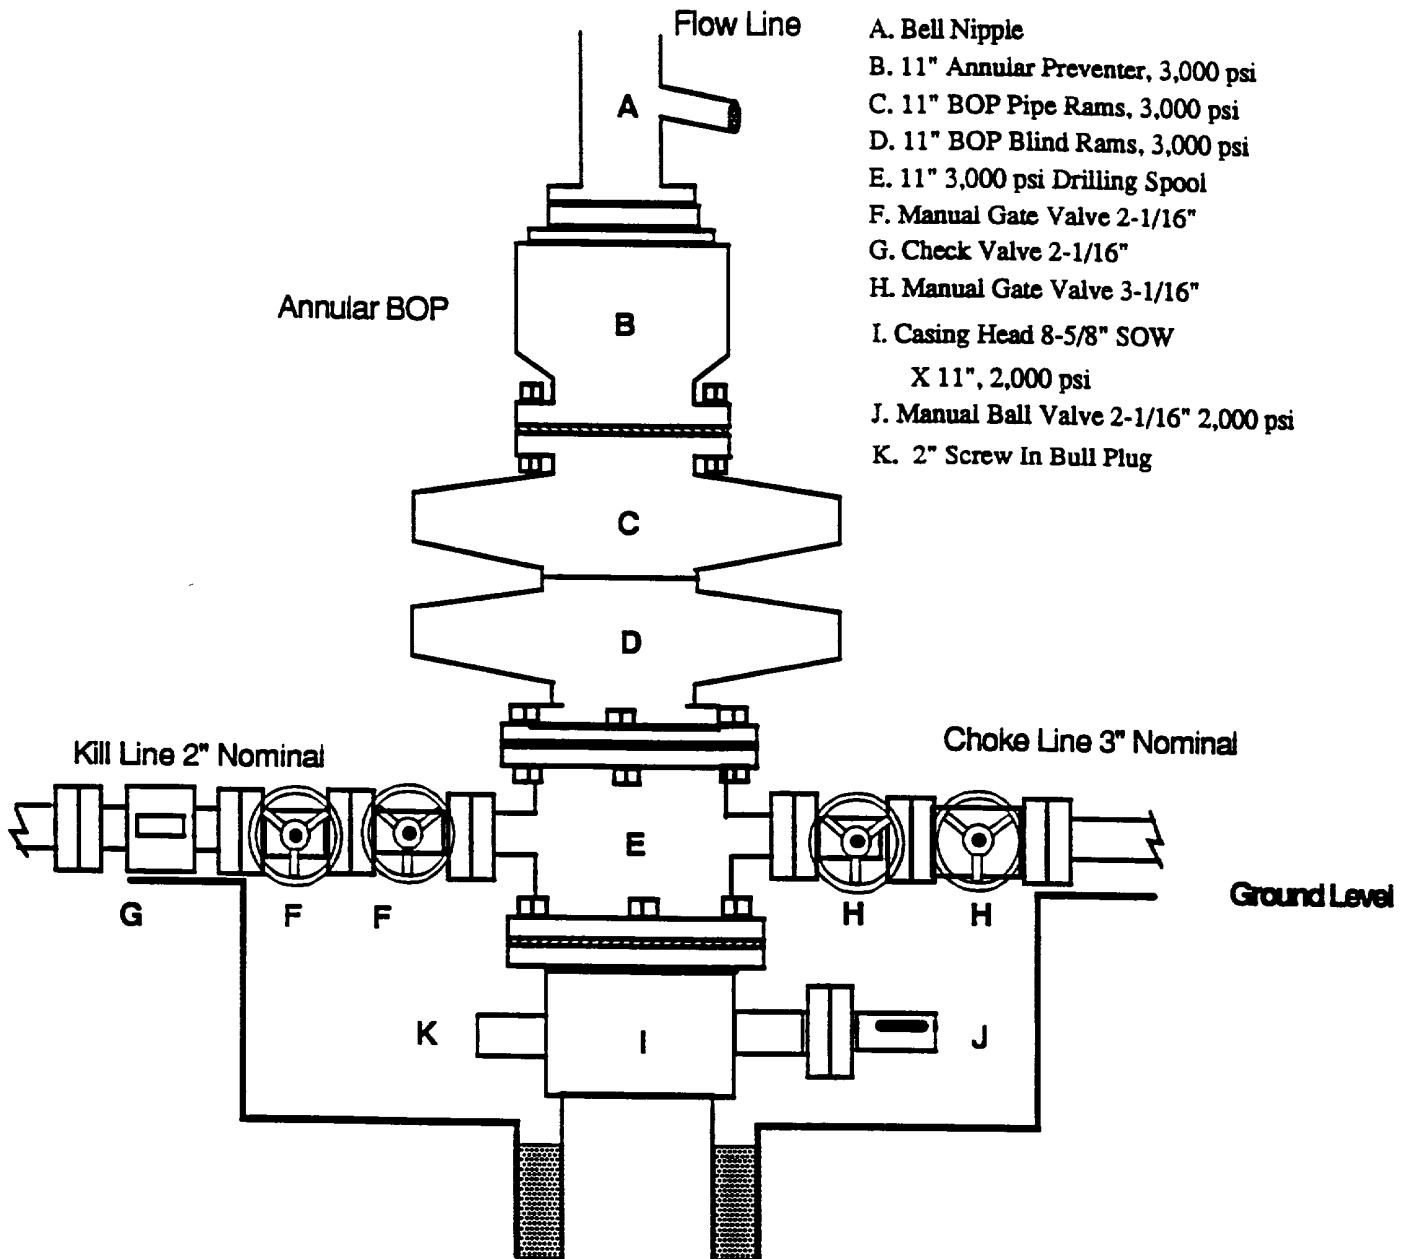 Flow Line
A. Bell Nipple
B. 11" Annular Preventer, 3,000 psi
C. 11" BOP Pipe Rams, 3,000 psi
D. 11" BOP Blind Rams, 3,000 psi
E. 11" 3,000 psi Drilling Spool
F. Manual Gate Valve 2-1/16"
G. Check Valve 2-1/16"
H. Manual Gate Valve 3-1/16"
I. Casing Head 8-5/8" SOW
X 11", 2,000 psi
J. Manual Ball Valve 2-1/16" 2,000 psi
K. 2" Screw In Bull Plug
A
Annular BOP
B
C
D
Kill Line 2" Nominal
Choke Line 3" Nominal
E
Ground Level
G F F H H
K I J